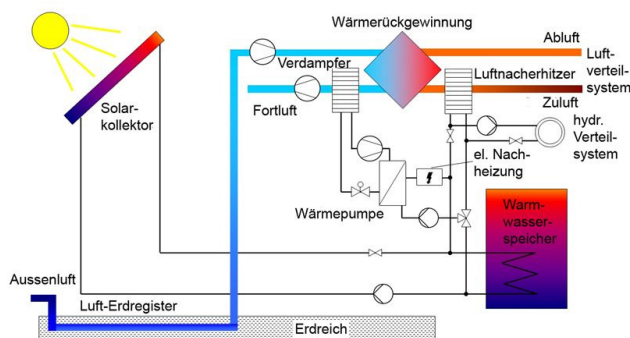 Wärmerückgewinnung
Abluft
Verdampfer
Luftnacherhitzer
Luft-
verteil-
system
Solar-
kollektor
Fortluft
Zuluft
hydr.
Verteil-
system
el. Nach-
heizung
Wärmepumpe
Warm-
wasser-
speicher
Aussenluft
Luft-Erdregister
Erdreich